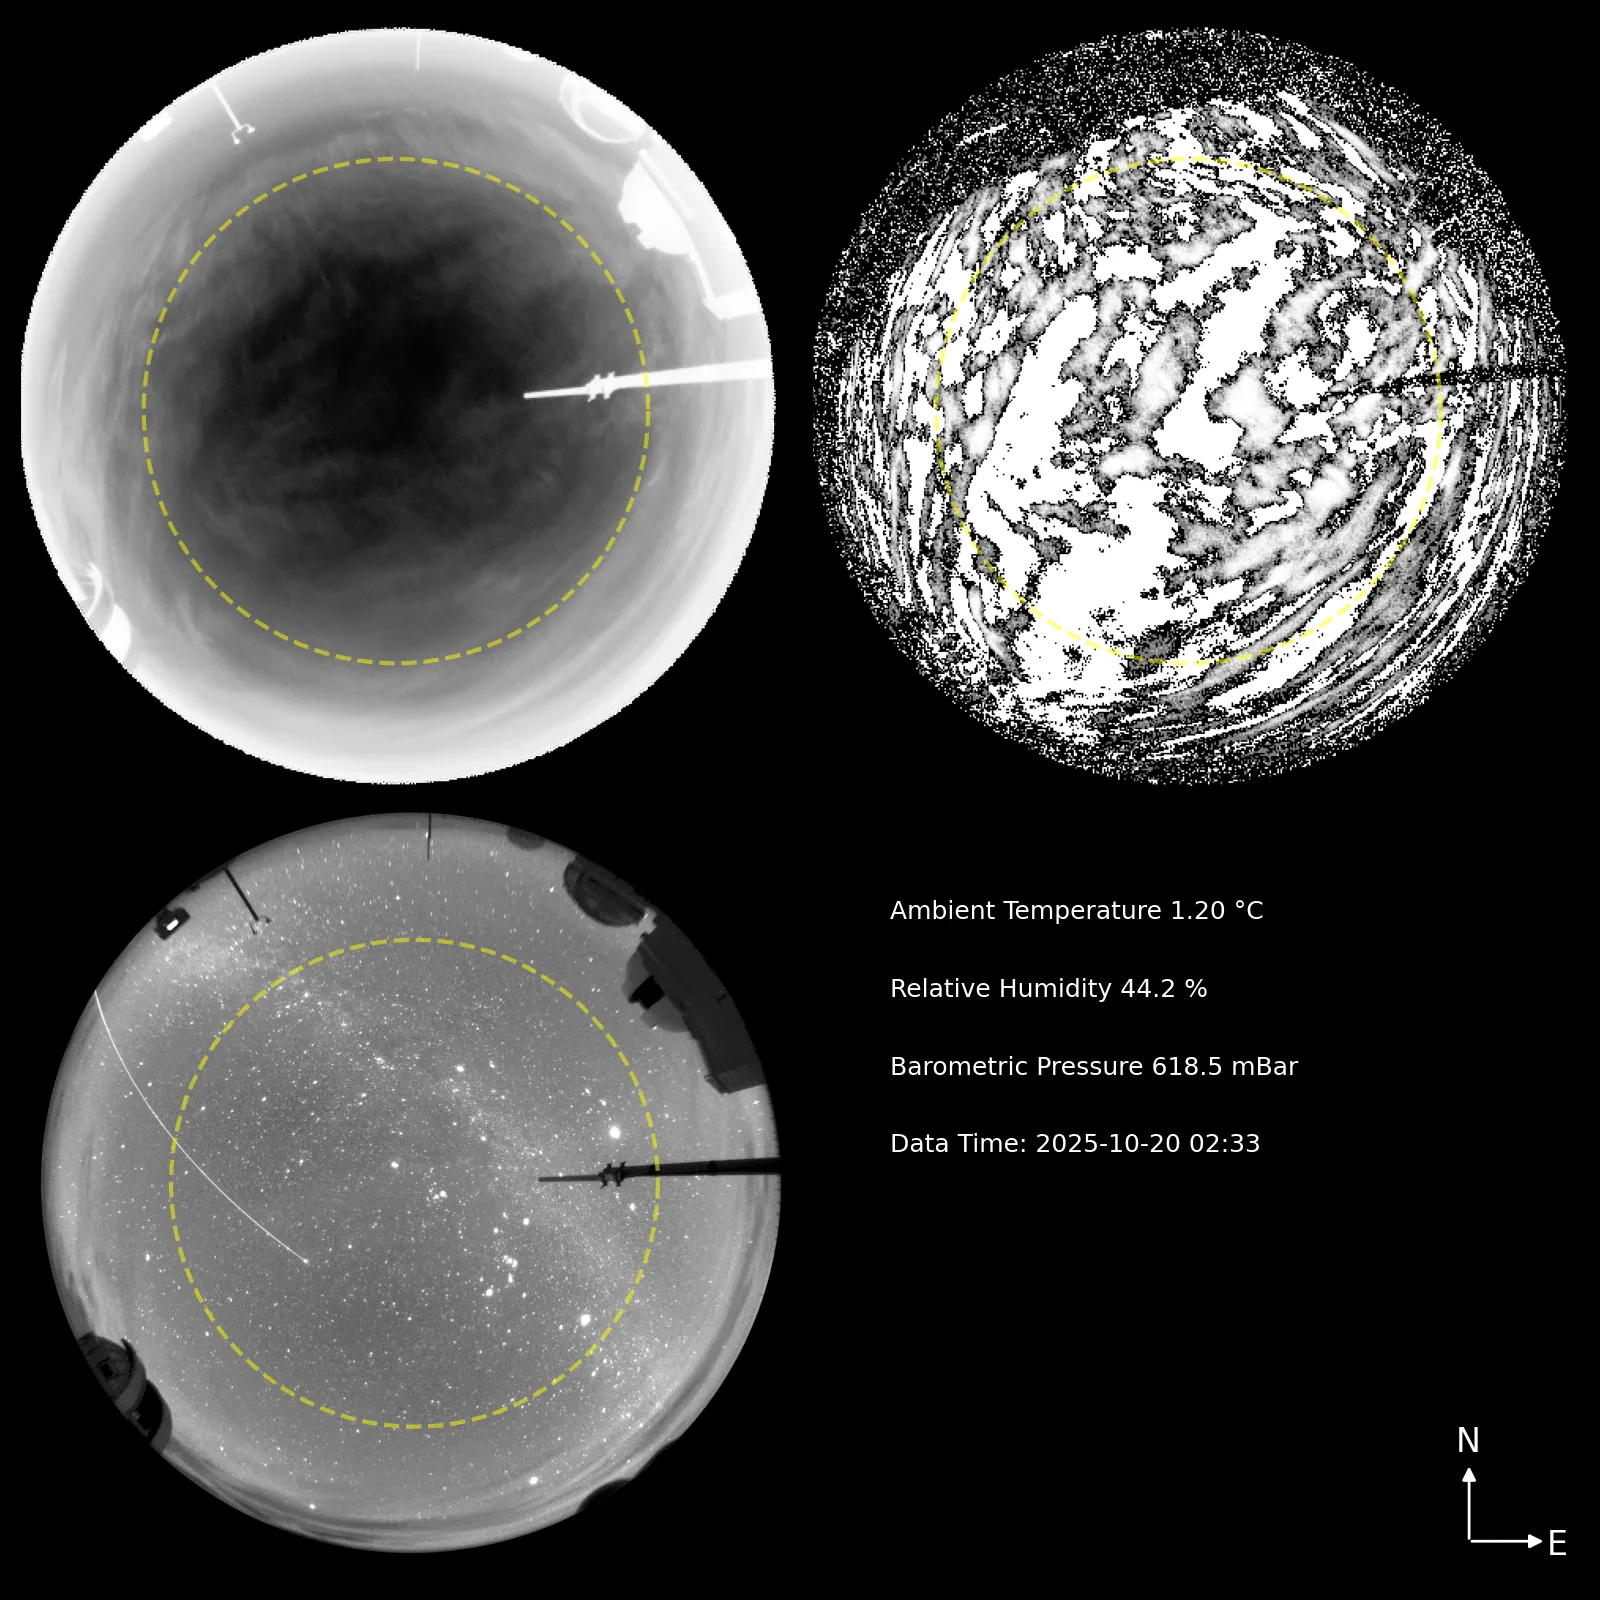 Ambient Temperature 1.20 °C
Relative Humidity 44.2 %
Barometric Pressure 618.5 mBar
Data Time: 2025-10-20 02:33
N
E